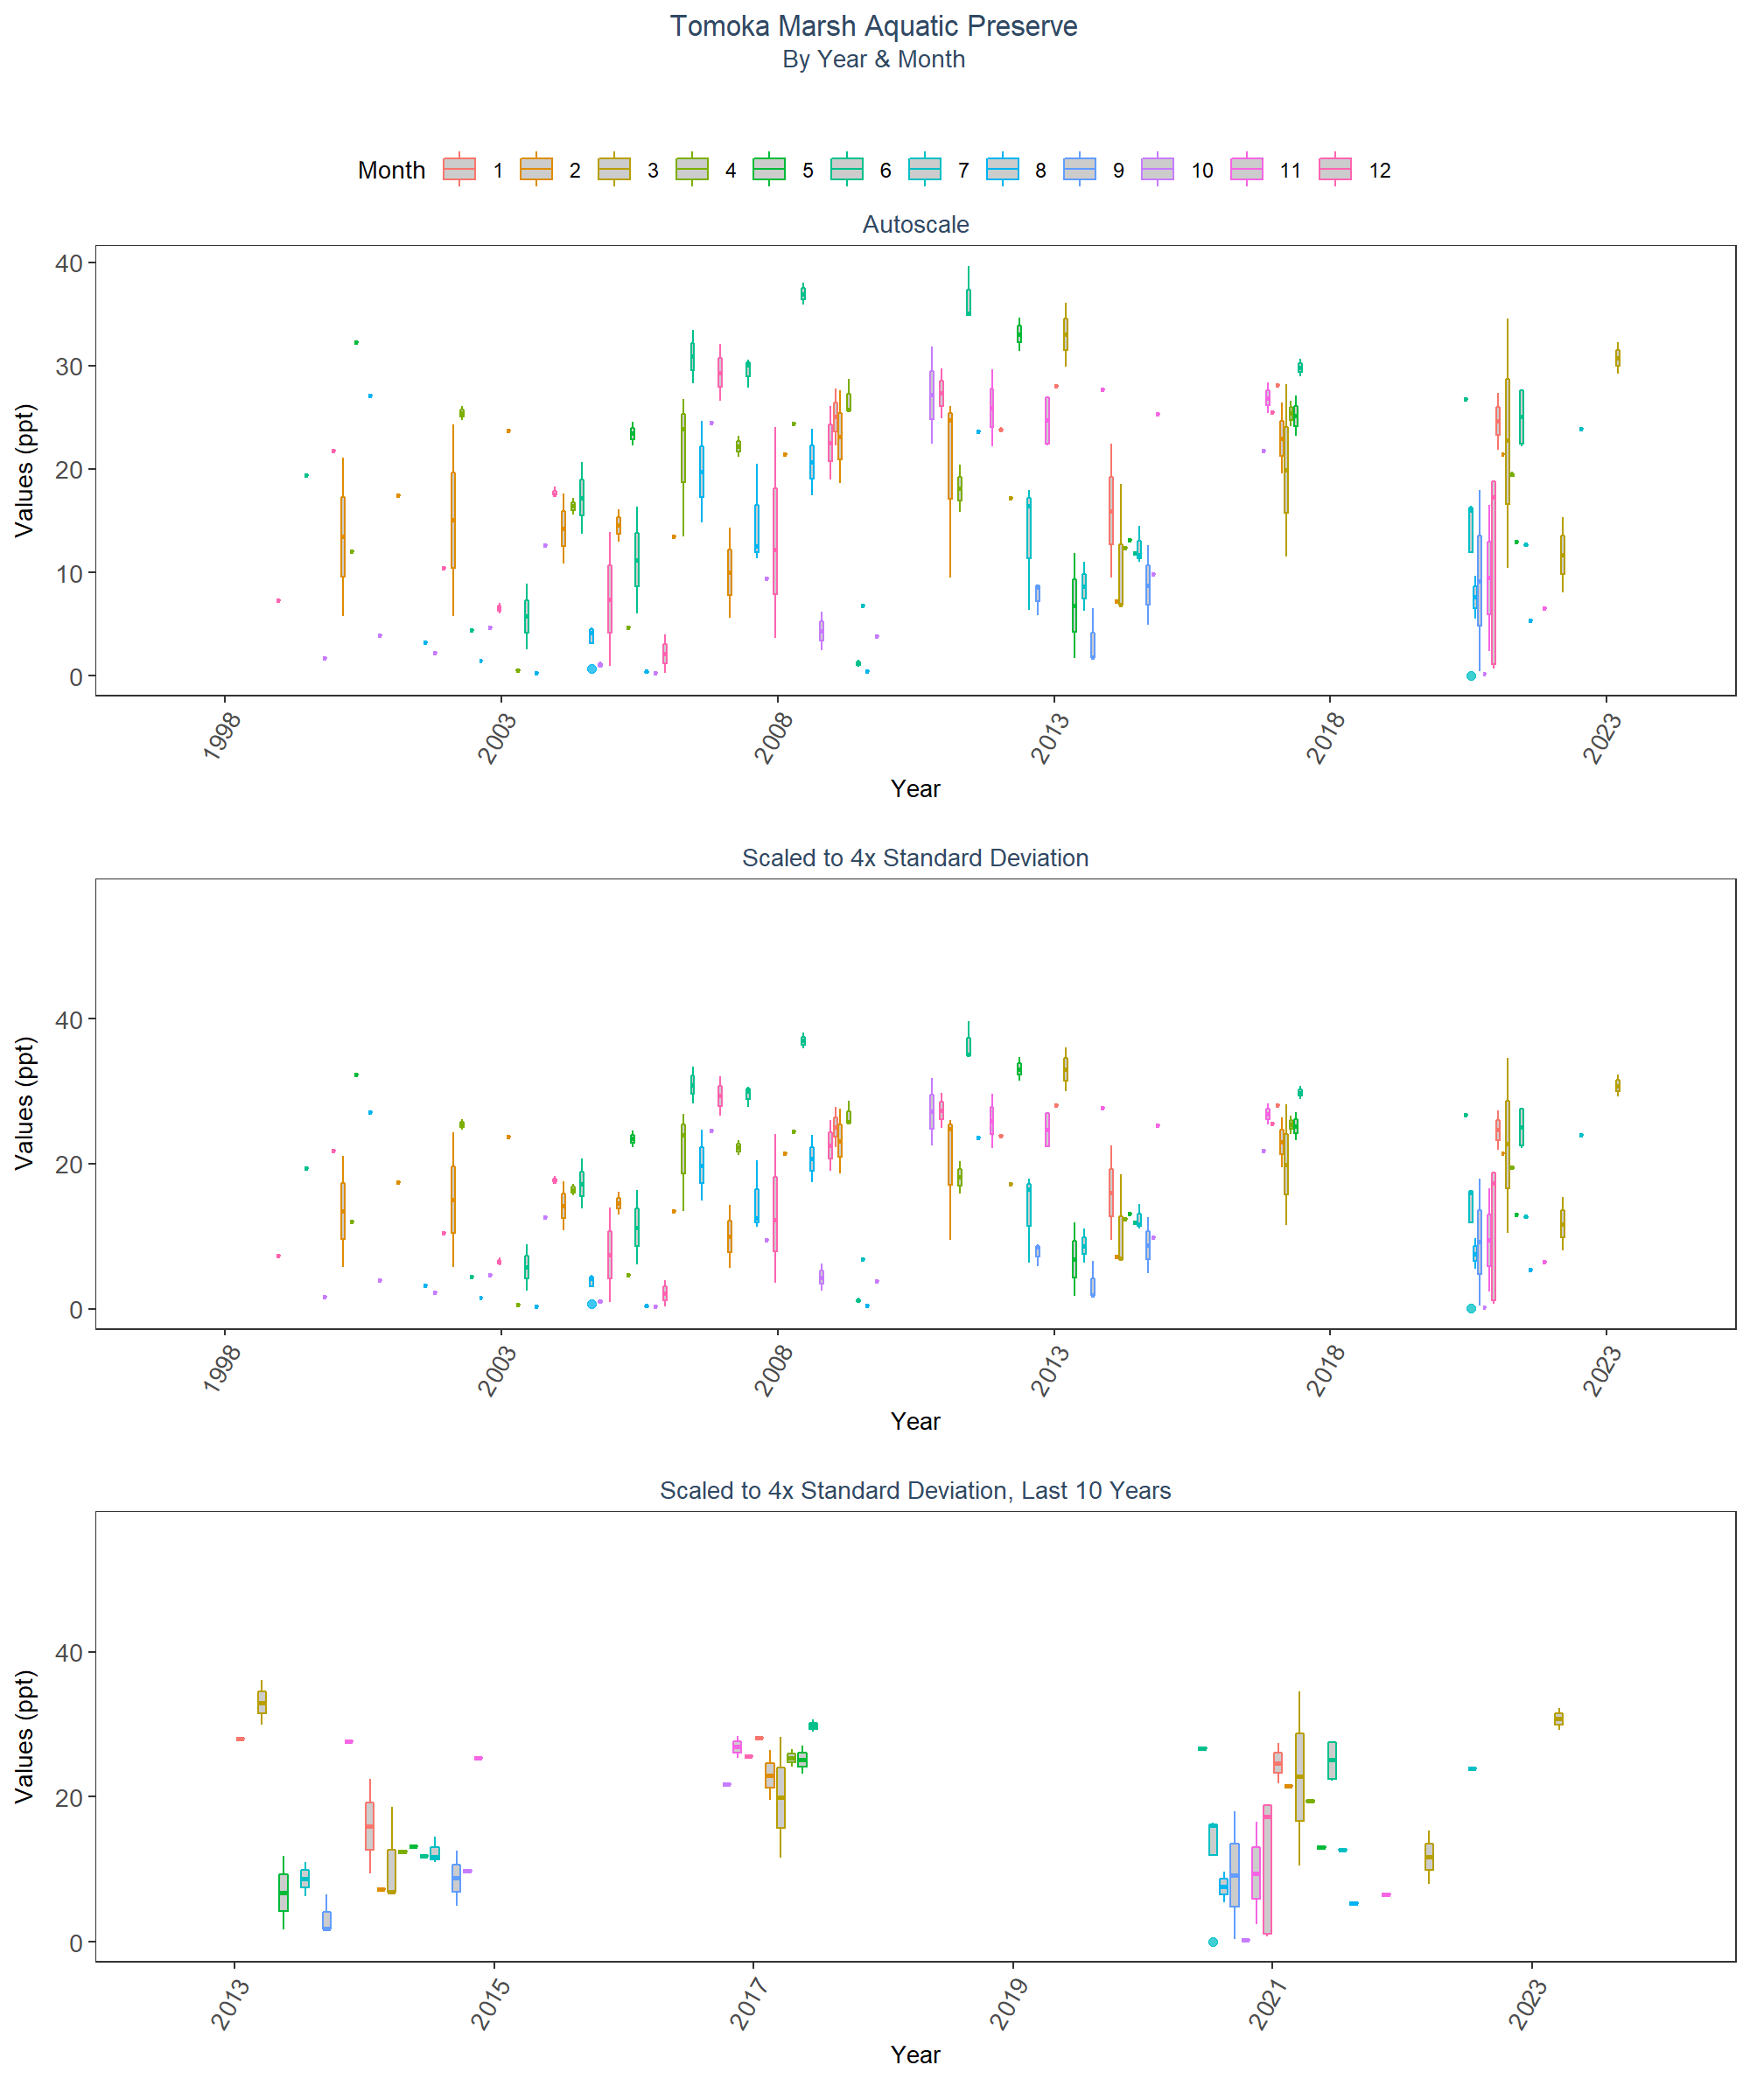 Tomoka Marsh Aquatic Preserve
By Year & Month
Month 1 2 3 4 5 6 7 8 9 10 11 12
Autoscale
Values (ppt)
40
30
20
10
0
1998 2003 2008 2013 2018 2023
Year
Scaled to 4x Standard Deviation
Values (ppt)
40
20
0
1998 2003 2008 2013 2018 2023
Year
Scaled to 4x Standard Deviation, Last 10 Years
Values (ppt)
40
20
0
2013 2015 2017 2019 2021 2023
Year